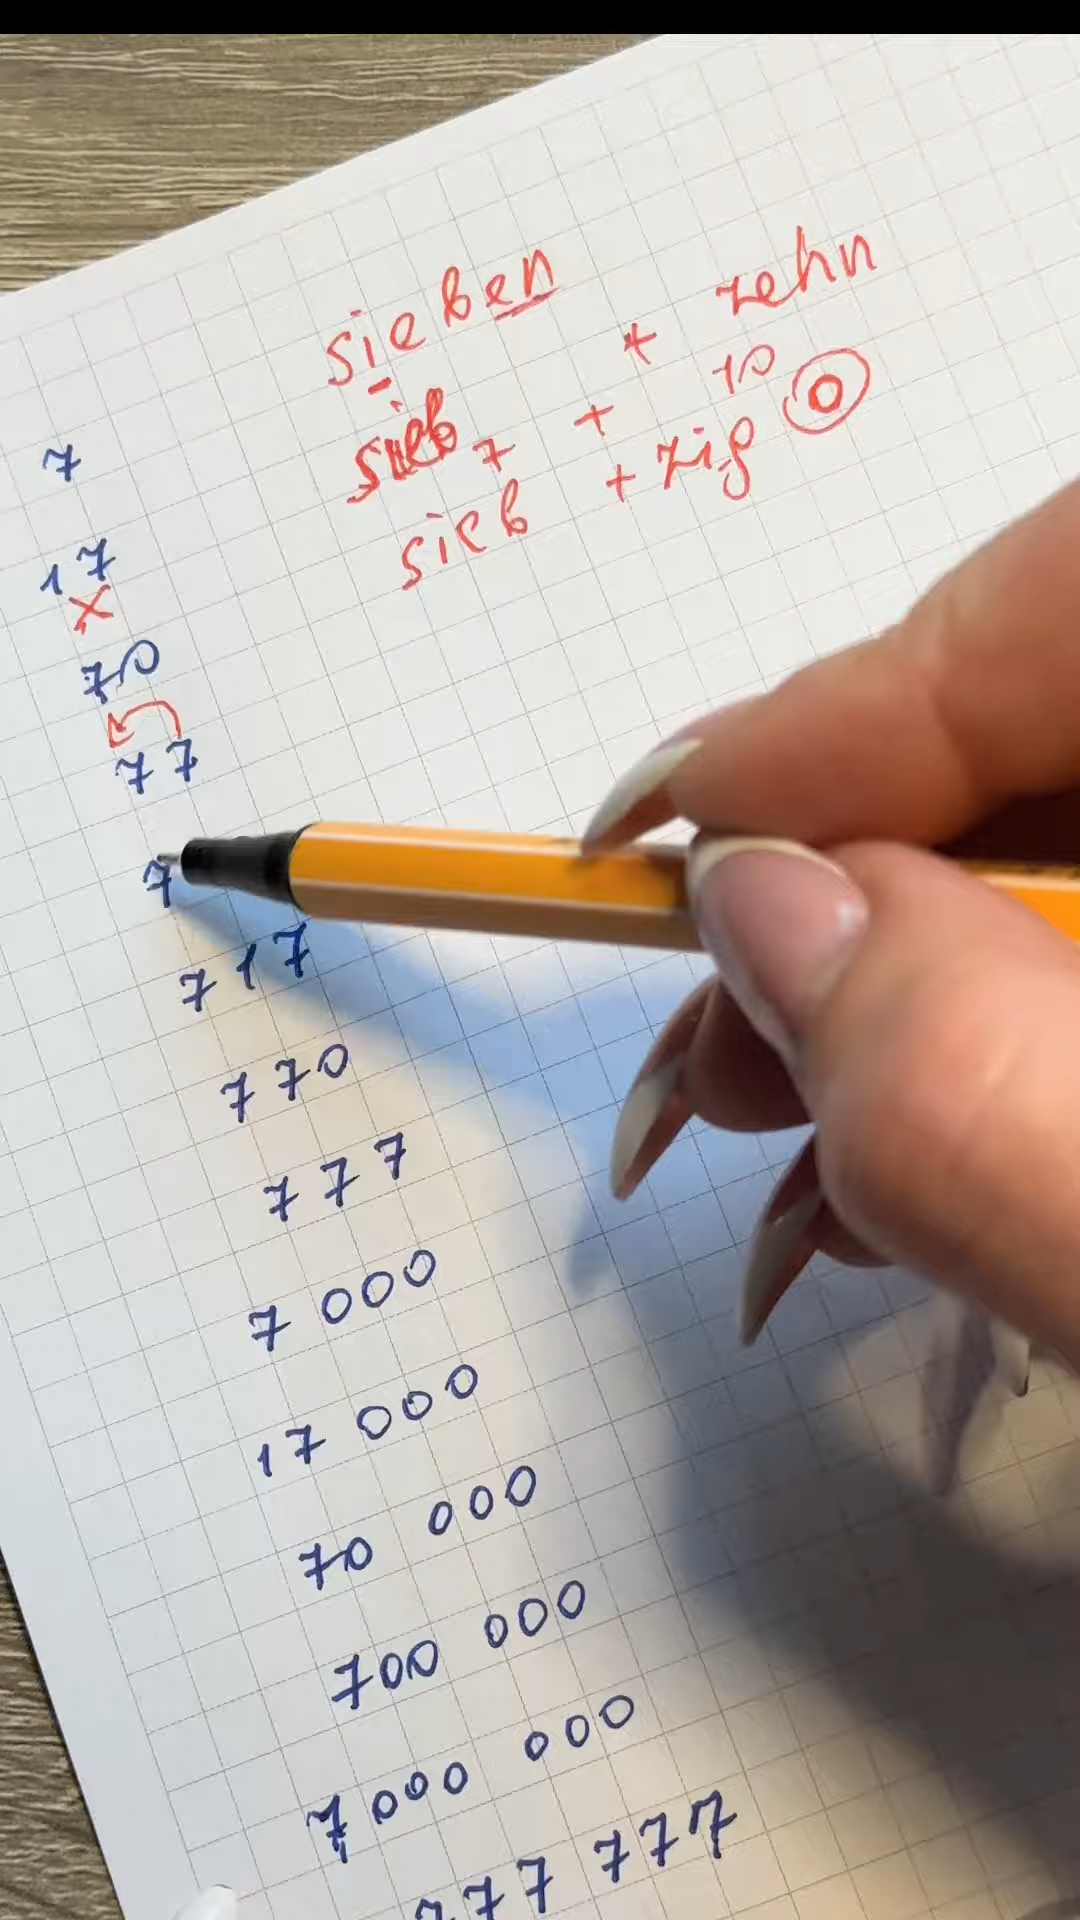 sieben
sieb + zehn
7 + 10
sieb + zig 0
7
17
x
70
77
7
717
770
777
7 000
17 000
70 000
700 000
7 000 000
777 777